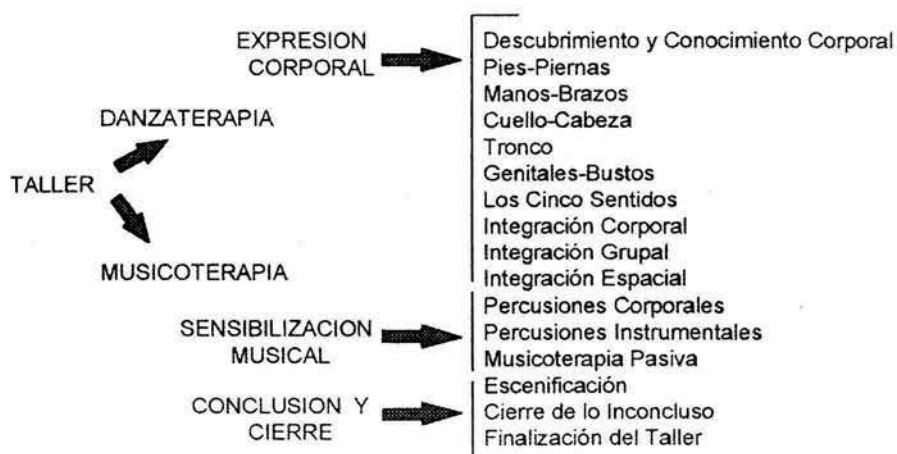 EXPRESION
CORPORAL
DANZATERAPIA
TALLER
MUSICOTERAPIA
SENSIBILIZACION
MUSICAL
CONCLUSION Y
CIERRE
Descubrimiento y Conocimiento Corporal
Pies-Piernas
Manos-Brazos
Cuello-Cabeza
Tronco
Genitales-Bustos
Los Cinco Sentidos
Integración Corporal
Integración Grupal
Integración Espacial
Percusiones Corporales
Percusiones Instrumentales
Musicoterapia Pasiva
Escenificación
Cierre de lo Inconcluso
Finalización del Taller